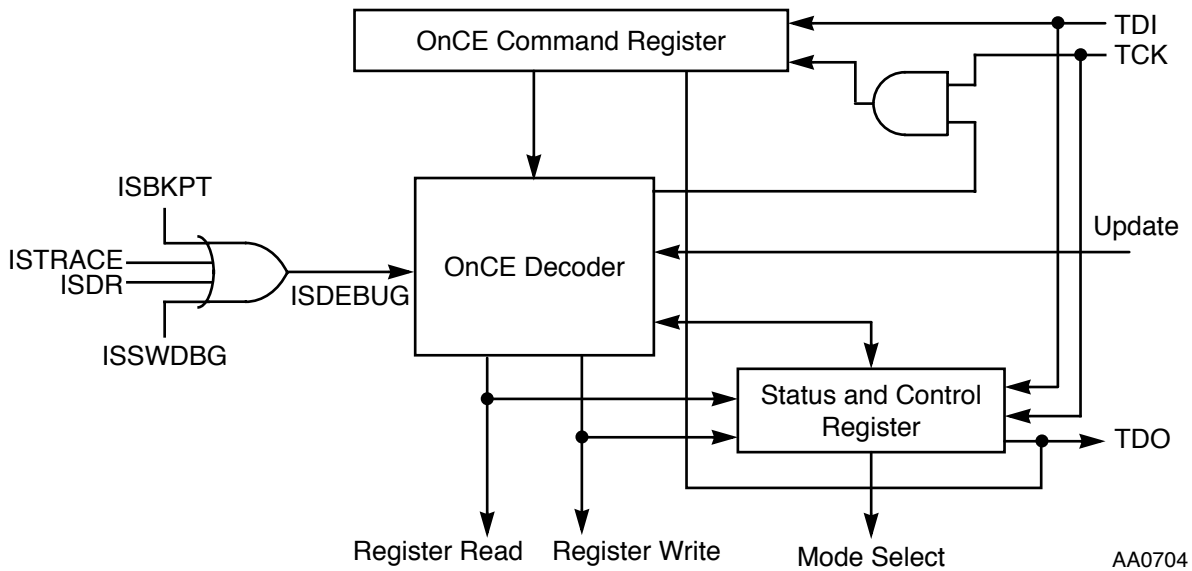 OnCE Command Register
TDI
TCK
ISBKPT
Update
ISTRACE
OnCE Decoder
ISDR
ISDEBUG
ISSWDBG
Status and Control
Register
TDO
Register Read
Register Write
Mode Select
AA0704